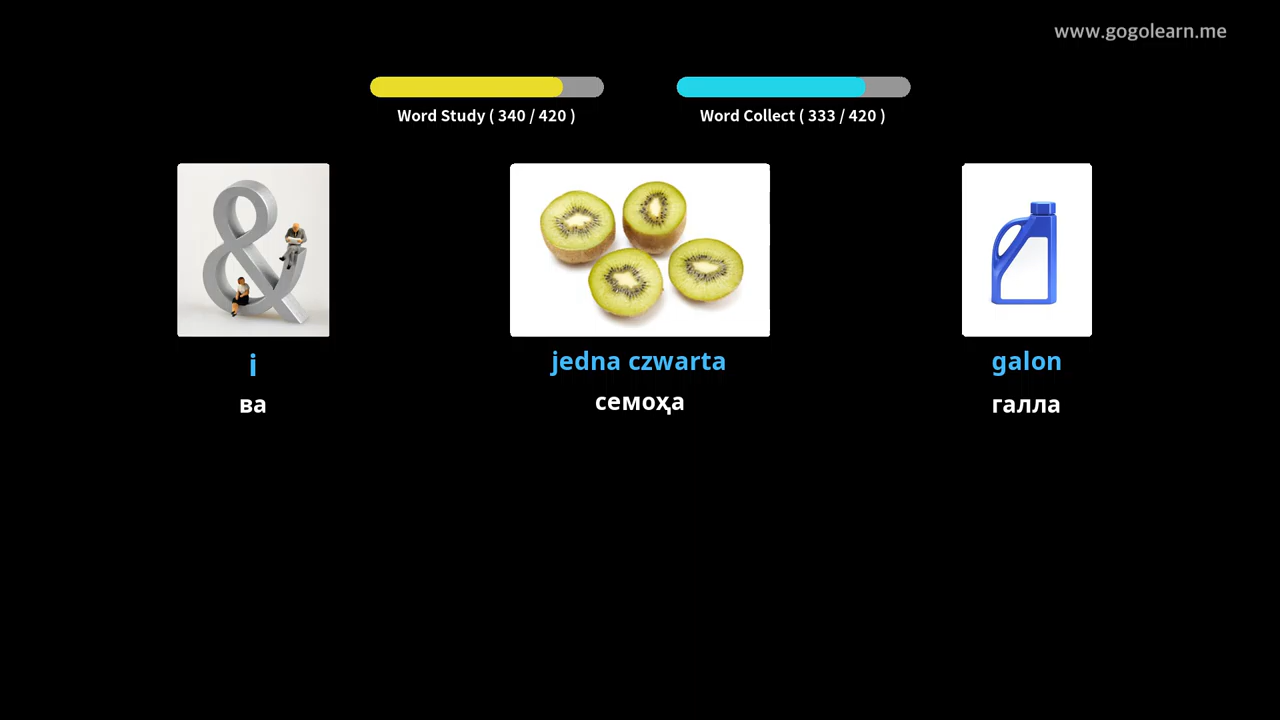 www.gogolearn.me
Word Study ( 340 / 420 )
Word Collect ( 333 / 420 )
&
i
jedna czwarta
galon
ва
семоҳа
галла